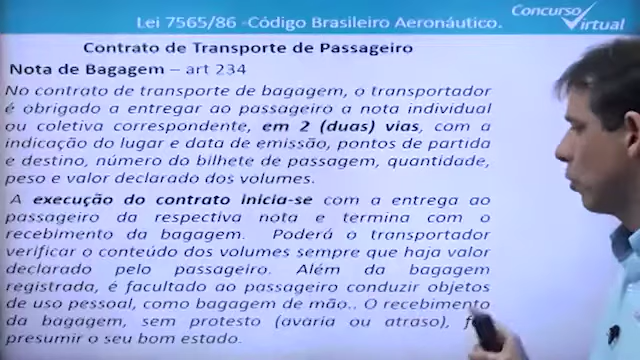 Lei 7565/86 -Código Brasileiro Aeronáutico.
Concurso
Virtual
Contrato de Transporte de Passageiro
Nota de Bagagem – art 234
No contrato de transporte de bagagem, o transportador
é obrigado a entregar ao passageiro a nota individual
ou coletiva correspondente, em 2 (duas) vias, com a
indicação do lugar e data de emissão, pontos de partida
e destino, número do bilhete de passagem, quantidade,
peso e valor declarado dos volumes.
A execução do contrato inicia-se com a entrega ao
passageiro da respectiva nota e termina com o
recebimento da bagagem. Poderá o transportador
verificar o conteúdo dos volumes sempre que haja valor
declarado pelo passageiro. Além da bagagem
registrada, é facultado ao passageiro conduzir objetos
de uso pessoal, como bagagem de mão.. O recebimento
da bagagem, sem protesto (avaria ou atraso),
presumir o seu bom estado.